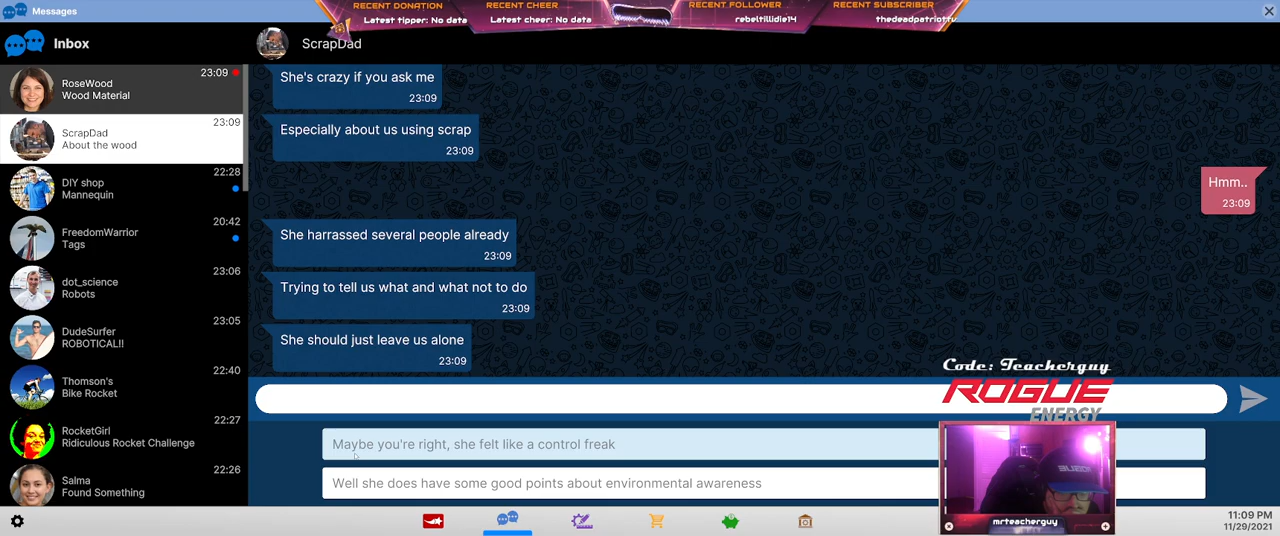 Messages
RECENT DONATION
Latest tipper: No data
RECENT CHEER
Latest cheer: No data
RECENT FOLLOWER
rebeltillidie14
RECENT SUBSCRIBER
thedeadpatriotty
Inbox
ScrapDad
RoseWood
Wood Material
23:09
ScrapDad
About the wood
23:09
DIY shop
Mannequin
22:28
FreedomWarrior
Tags
20:42
dot_science
Robots
23:06
DudeSurfer
ROBOTICAL!!
23:05
Thomson's
Bike Rocket
22:40
RocketGirl
Ridiculous Rocket Challenge
22:27
Salma
Found Something
22:26
She's crazy if you ask me
23:09
Especially about us using scrap
23:09
Hmm..
23:09
She harrassed several people already
23:09
Trying to tell us what and what not to do
23:09
She should just leave us alone
23:09
Code: Teacherguy
ROGUE
ENERGY
Maybe you're right, she felt like a control freak
Well she does have some good points about environmental awareness
mrteacherguy
11:09 PM
11/29/2021